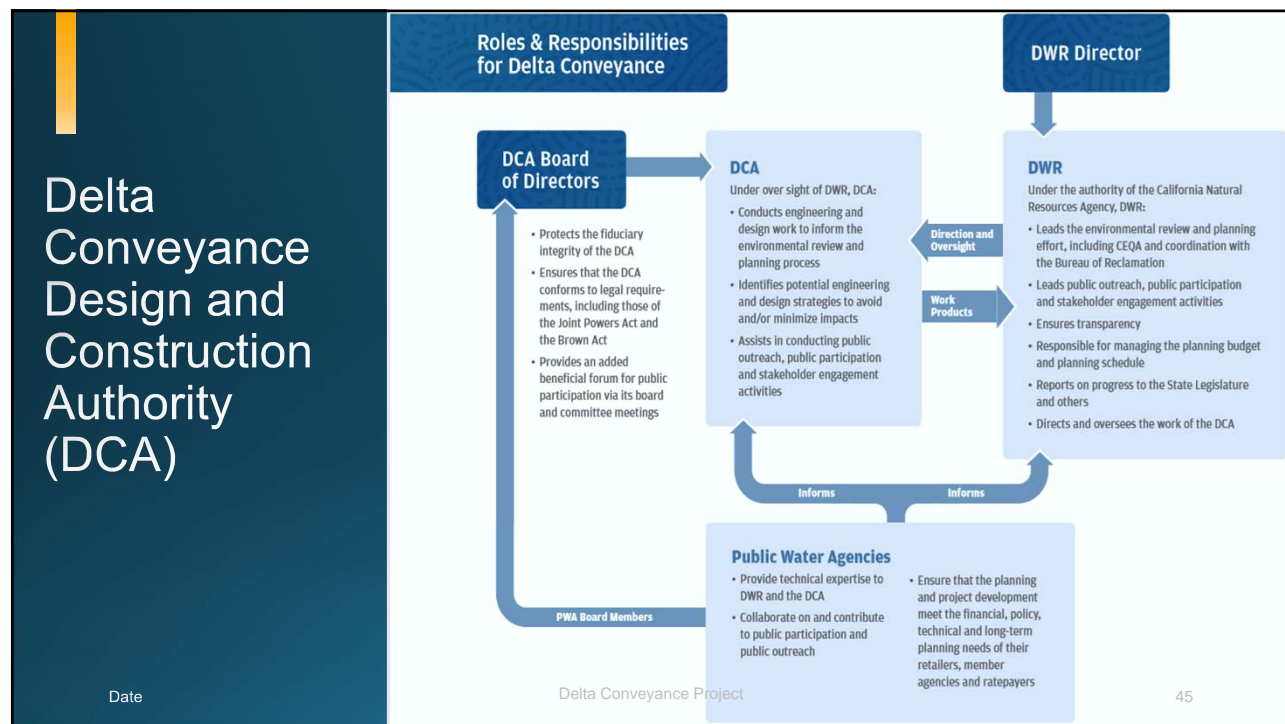 Delta
Conveyance
Design and
Construction
Authority
(DCA)
Roles & Responsibilities
for Delta Conveyance
DWR Director
DCA Board
of Directors
• Protects the fiduciary
integrity of the DCA
• Ensures that the DCA
conforms to legal require-
ments, including those of
the Joint Powers Act and
the Brown Act
• Provides an added
beneficial forum for public
participation via its board
and committee meetings
DCA
Under over sight of DWR, DCA:
• Conducts engineering and
design work to inform the
environmental review and
planning process
• Identifies potential engineering
and design strategies to avoid
and/or minimize impacts
• Assists in conducting public
outreach, public participation
and stakeholder engagement
activities
Direction and
Oversight
Work
Products
DWR
Under the authority of the California Natural
Resources Agency, DWR:
• Leads the environmental review and planning
effort, including CEQA and coordination with
the Bureau of Reclamation
• Leads public outreach, public participation
and stakeholder engagement activities
• Ensures transparency
• Responsible for managing the planning budget
and planning schedule
• Reports on progress to the State Legislature
and others
• Directs and oversees the work of the DCA
Informs
Informs
PWA Board Members
Public Water Agencies
• Provide technical expertise to
DWR and the DCA
• Collaborate on and contribute
to public participation and
public outreach
• Ensure that the planning
and project development
meet the financial, policy,
technical and long-term
planning needs of their
retailers, member
agencies and ratepayers
Date
Delta Conveyance Project
45